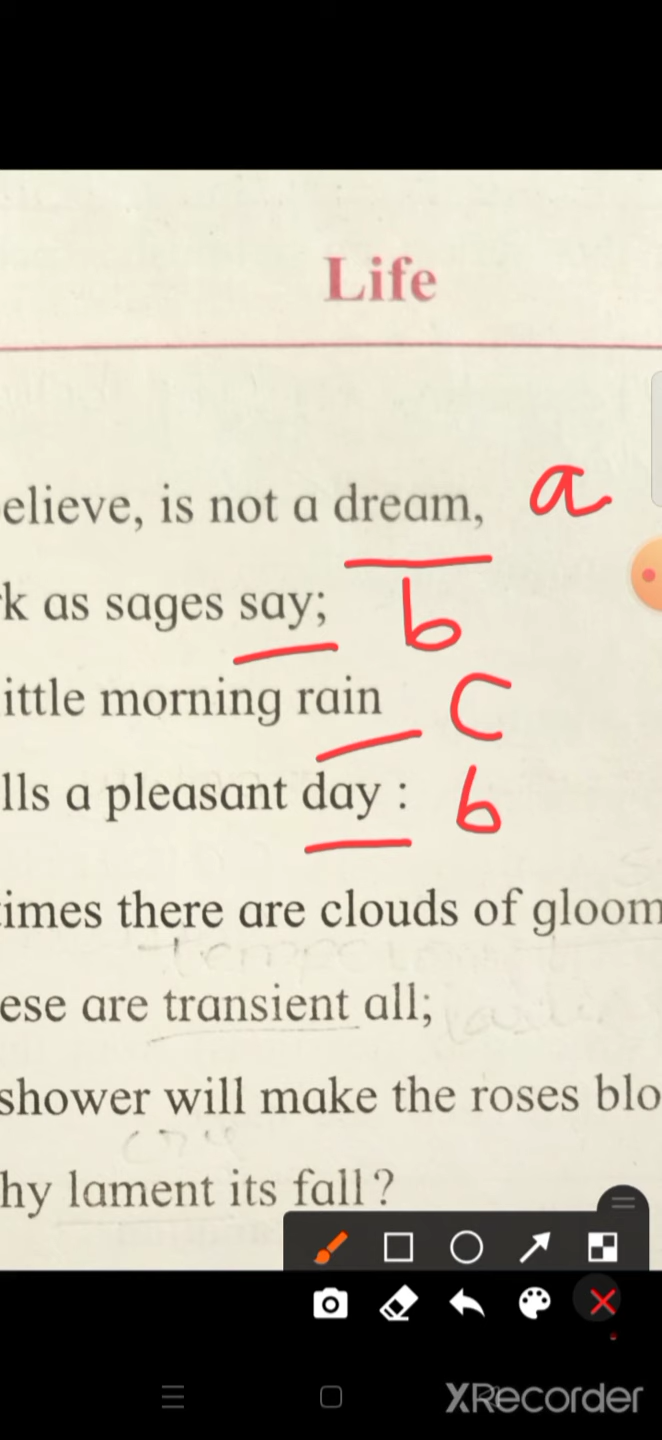 Life
elieve, is not a dream, a
k as sages say; b
ittle morning rain c
lls a pleasant day : b
times there are clouds of gloom
ese are transient all;
shower will make the roses blo
hy lament its fall ?
XRecorder